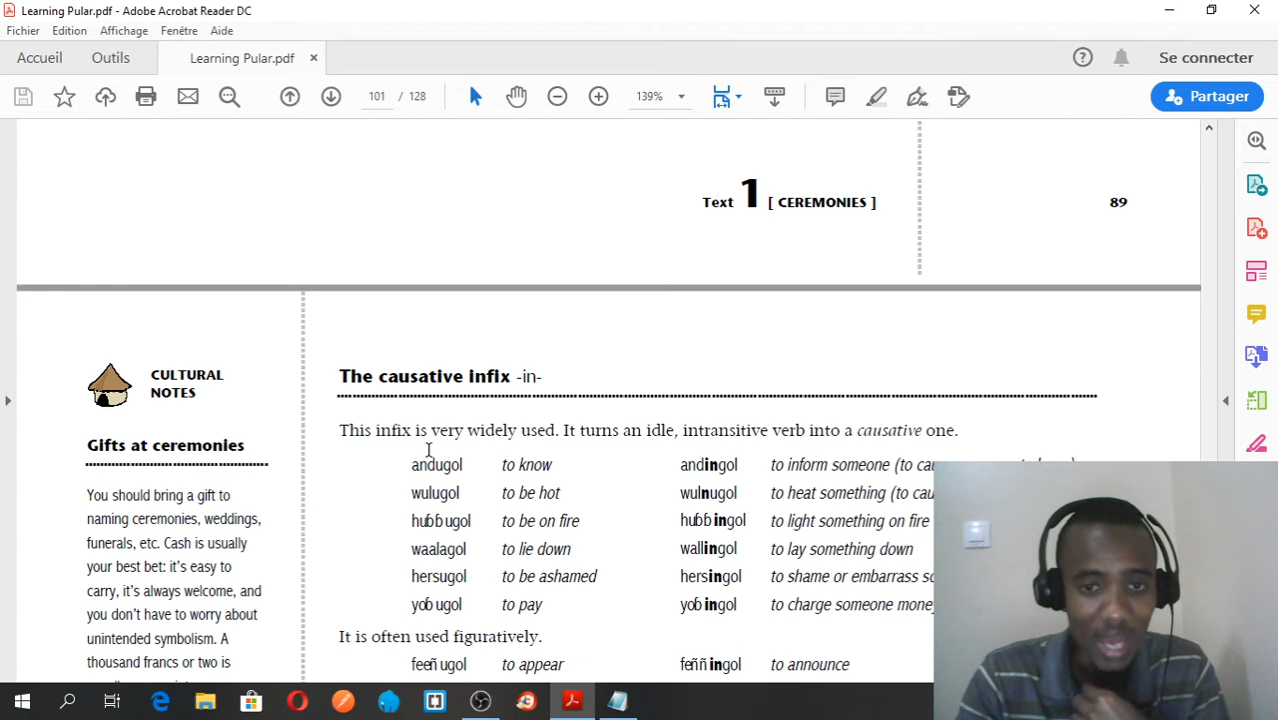 Learning Pular.pdf - Adobe Acrobat Reader DC
Fichier Edition Affichage Fenêtre Aide
Accueil Outils Learning Pular.pdf × Se connecter
101 / 128 139% Partager
Text 1 [ CEREMONIES ] 89
CULTURAL
NOTES
Gifts at ceremonies
You should bring a gift to
naming ceremonies, weddings,
funerals, etc. Cash is usually
your best bet: it's easy to
carry, it's always welcome, and
you don't have to worry about
unintended symbolism. A
thousand francs or two is
The causative infix -in-
This infix is very widely used. It turns an idle, intransitive verb into a causative one.
andugol to know andingol to inform someone (to
wulugol to be hot wulnugol to heat something (to
huɓɓugol to be on fire huɓɓingol to light something on fire
waalagol to lie down wallingol to lay something down
hersugol to be ashamed hersingol to shame or embarrass
yoɓugol to pay yoɓingol to charge someone
It is often used figuratively.
feeñugol to appear feññingol to announce